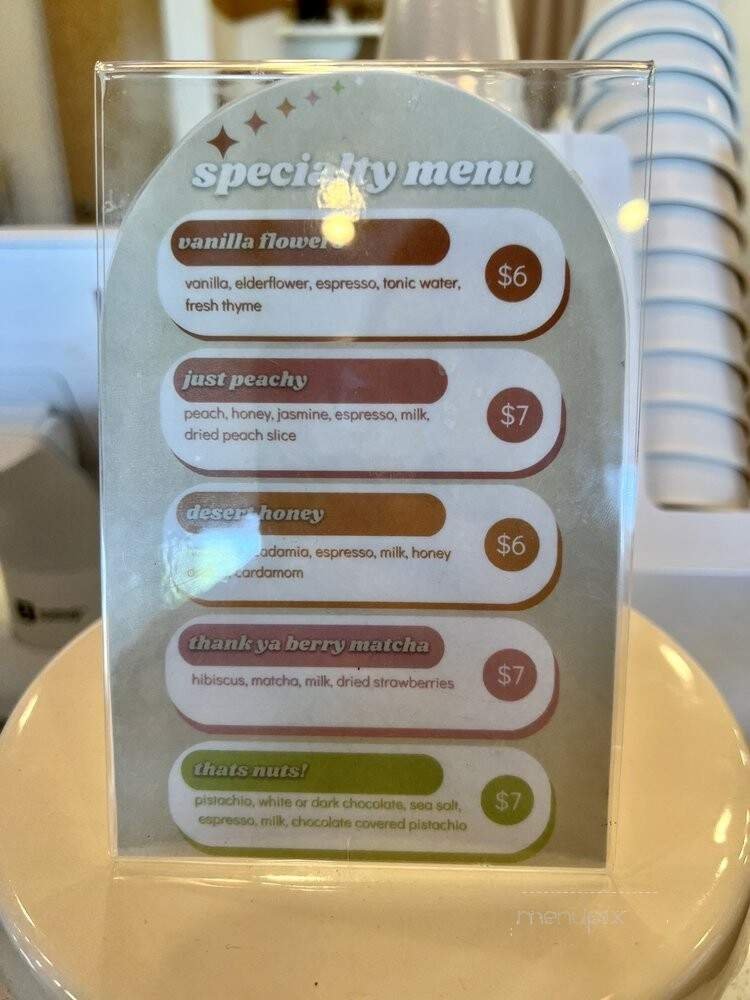 specialty menu
vanilla flower
$6
vanilla, elderflower, espresso, tonic water,
fresh thyme
just peachy
$7
peach, honey, jasmine, espresso, milk,
dried peach slice
desert honey
$6
espresso, milk, honey
cardamom
thank ya berry matcha
$7
hibiscus, matcha, milk, dried strawberries
thats nuts!
$7
pistachio, white or dark chocolate, sea salt,
espresso, milk, chocolate covered pistachio
menupix